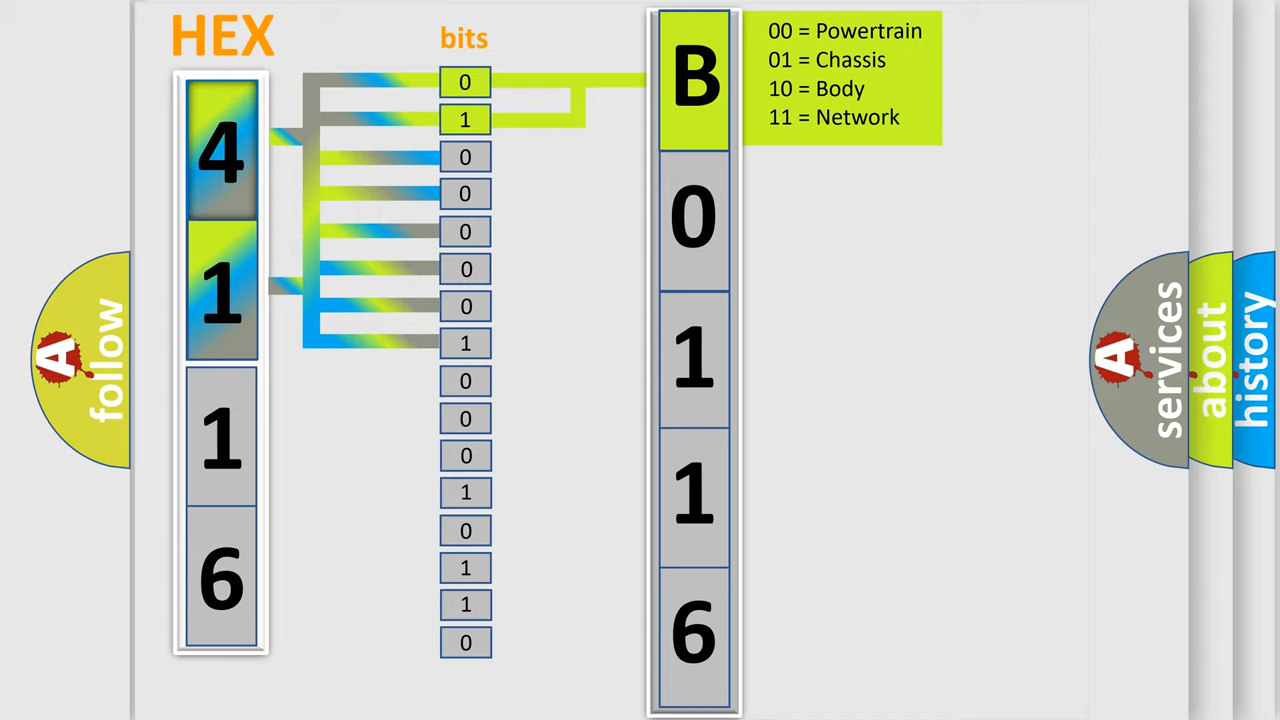 HEX
bits
4
1
1
6
0
1
0
0
0
0
0
1
0
0
0
1
0
1
1
0
B
0
1
1
6
00 = Powertrain
01 = Chassis
10 = Body
11 = Network
A
follow
A
services
about
history